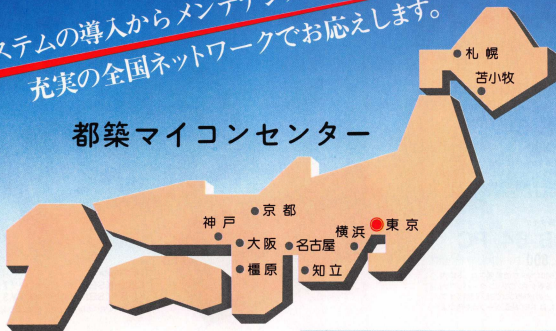 ステムの導入からメンテナン
充実の全国ネットワークでお応えします。
都築マイコンセンター
札幌
苫小牧
京都
神戸
横浜
東京
大阪
名古屋
橿原
知立